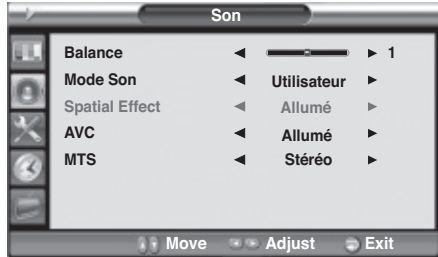 Son
Balance 1
Mode Son Utilisateur
Spatial Effect Allumé
AVC Allumé
MTS Stéréo
Move Adjust Exit